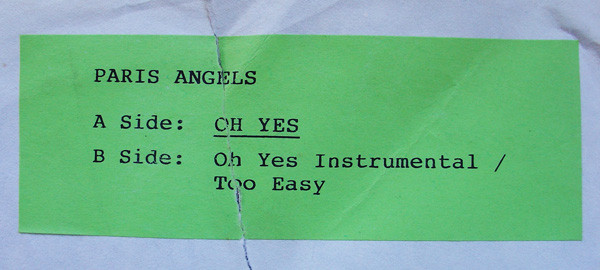 PARIS ANGELS
A Side: OH YES
B Side: Oh Yes Instrumental /
Too Easy